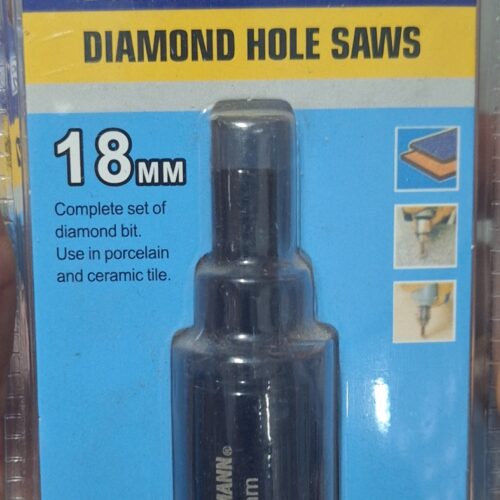 DIAMOND HOLE SAWS
18MM
Complete set of
diamond bit.
Use in porcelain
and ceramic tile.